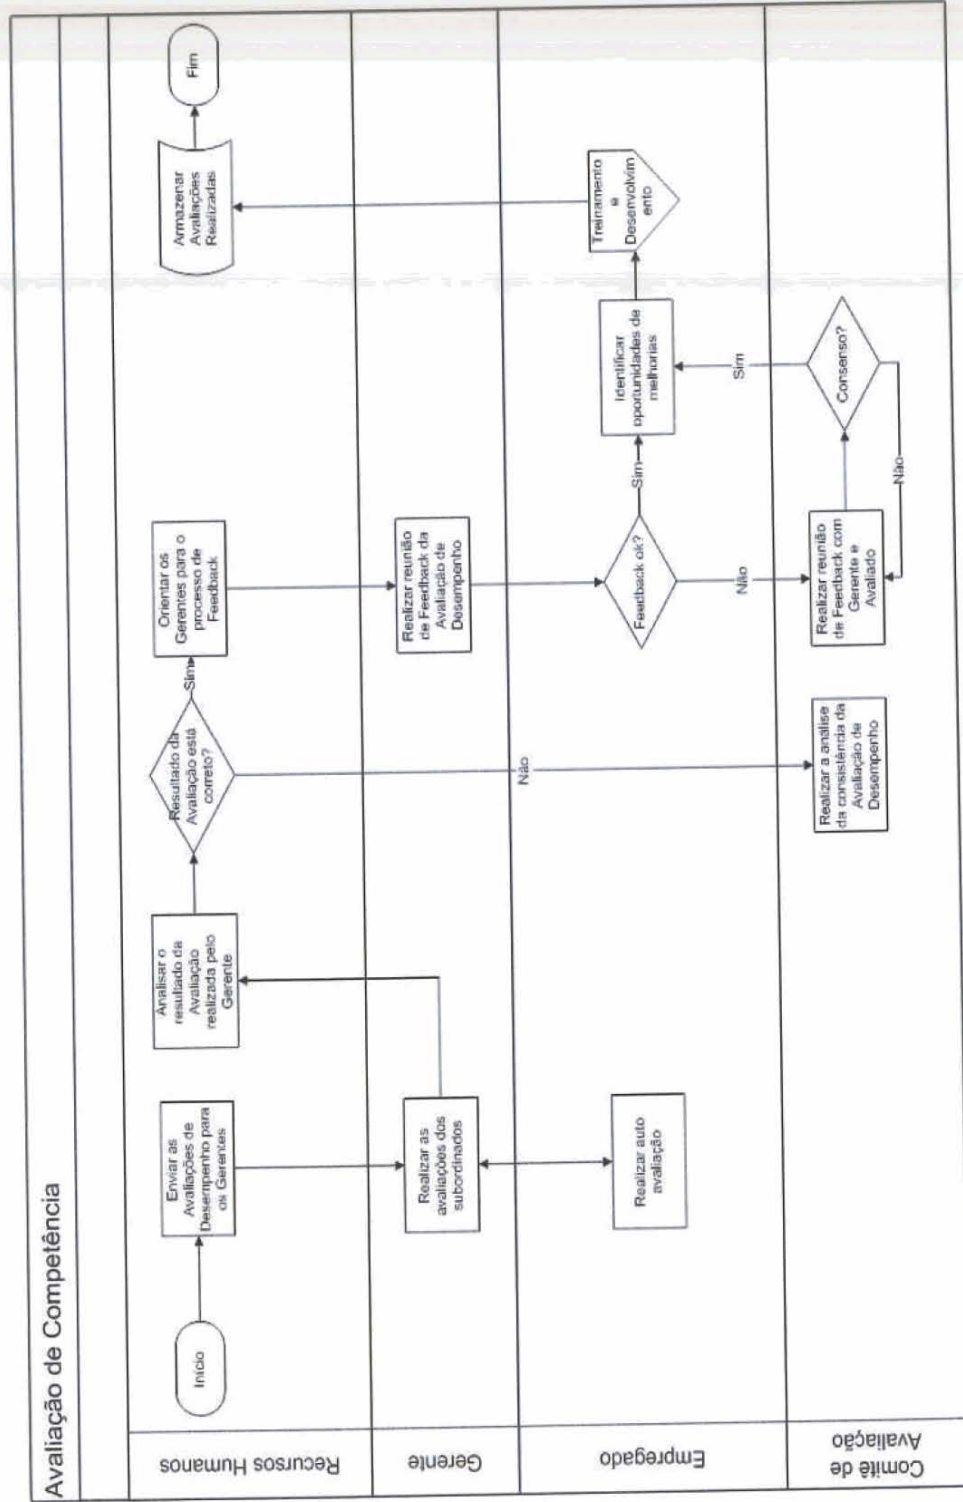 Avaliação de Competência
Recursos Humanos
Início
Enviar as
Avaliações de
Desempenho para
os Gerentes
Analisar o
resultado da
Avaliação
realizada pelo
Gerente
Resultado da
Avaliação está
correto?
Sim
Orientar os
Gerentes para o
processo de
Feedback
Armazenar
Avaliações
Realizadas
Fim
Gerente
Realizar as
avaliações dos
subordinados
Realizar reunião
de Feedback da
Avaliação de
Desempenho
Empregado
Realizar auto
avaliação
Não
Feedback ok?
Sim
Não
Identificar
oportunidades de
melhorias
Treinamento
e
Desenvolvim
ento
Sim
Comitê de
Avaliação
Realizar a análise
da consistência da
Avaliação de
Desempenho
Realizar reunião
de Feedback com
Gerente e
Avaliado
Consenso?
Não